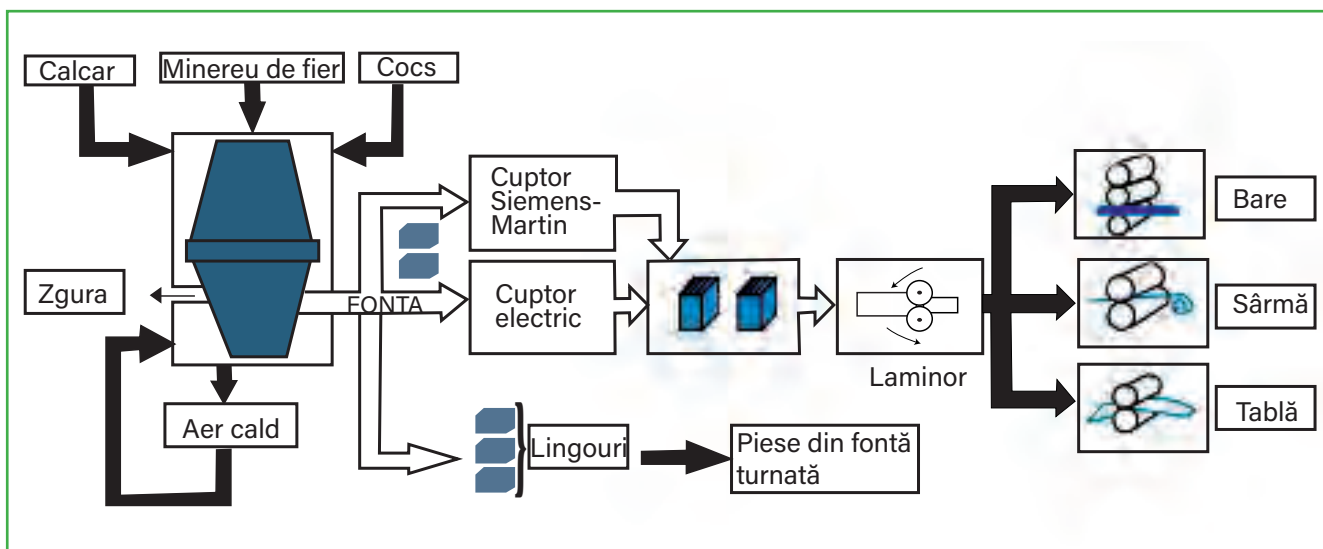 Calcar
Minereu de fier
Cocs
Zgura
Aer cald
FONTA
Cuptor
Siemens-
Martin
Cuptor
electric
Lingouri
Piese din fontă
turnată
Laminor
Bare
Sârmă
Tablă